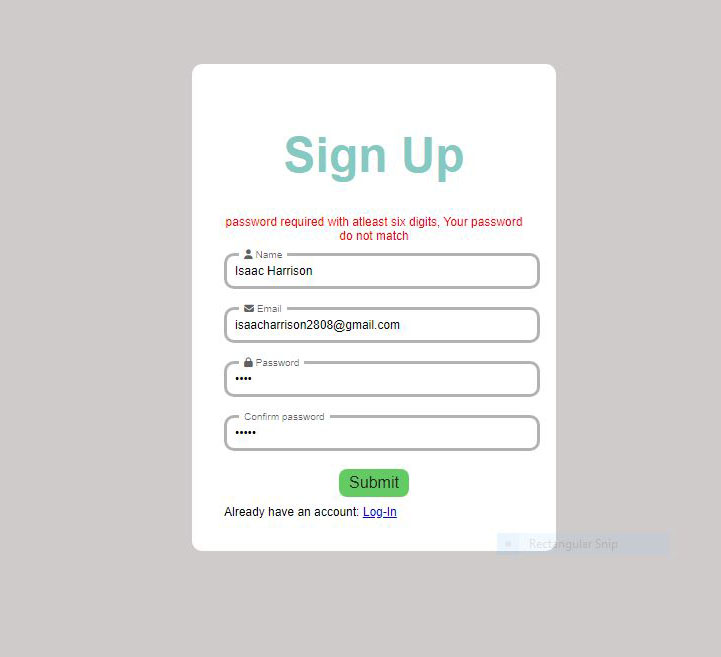 Sign Up
password required with atleast six digits, Your password
do not match
Name
Isaac Harrison
Email
isaacharrison2808@gmail.com
Password
••••
Confirm password
•••••
Submit
Already have an account: Log-In
Rectangular Snip